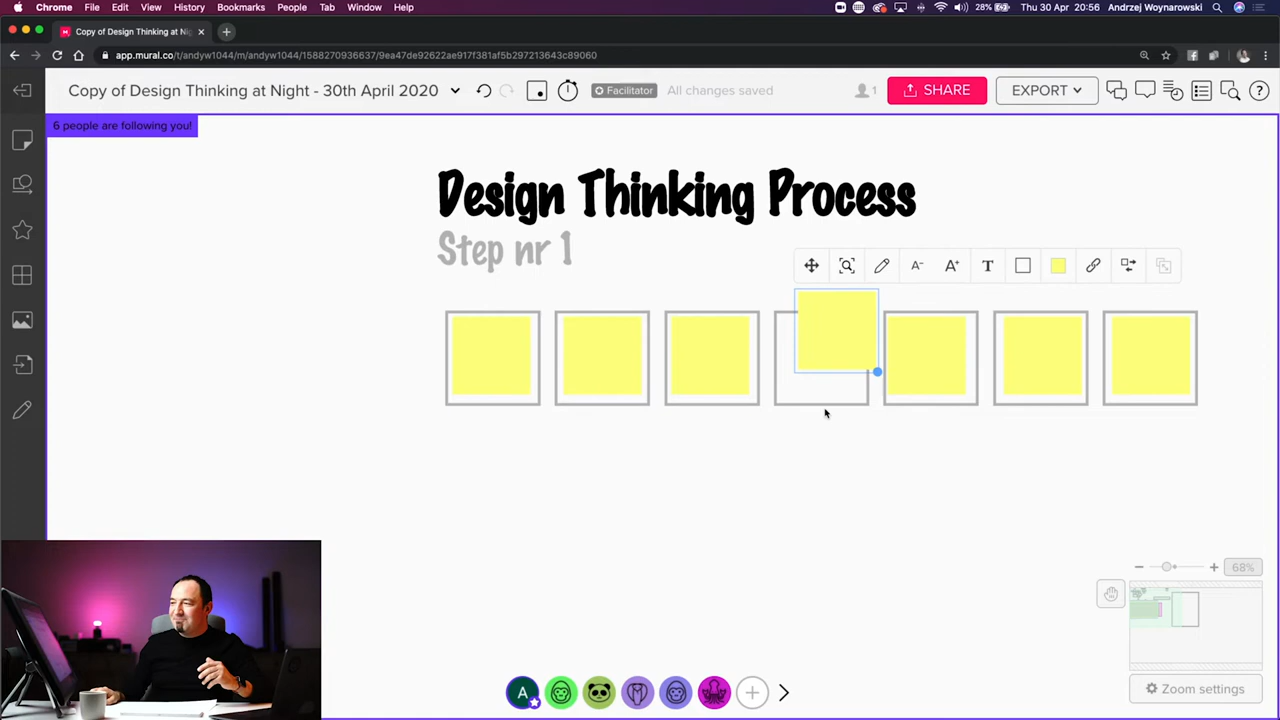 Chrome File Edit View History Bookmarks People Tab Window Help 28% Thu 30 Apr 20:56 Andrzej Woynarowski
Copy of Design Thinking at Nig
app.mural.co/t/andyw1044/m/andyw1044/1588270936637/9ea47de92622ae917f381af5b297213643c89060
Copy of Design Thinking at Night - 30th April 2020 Facilitator All changes saved 1 SHARE EXPORT
6 people are following you!
Design Thinking Process
Step nr 1
A- A+ T
68%
A
Zoom settings